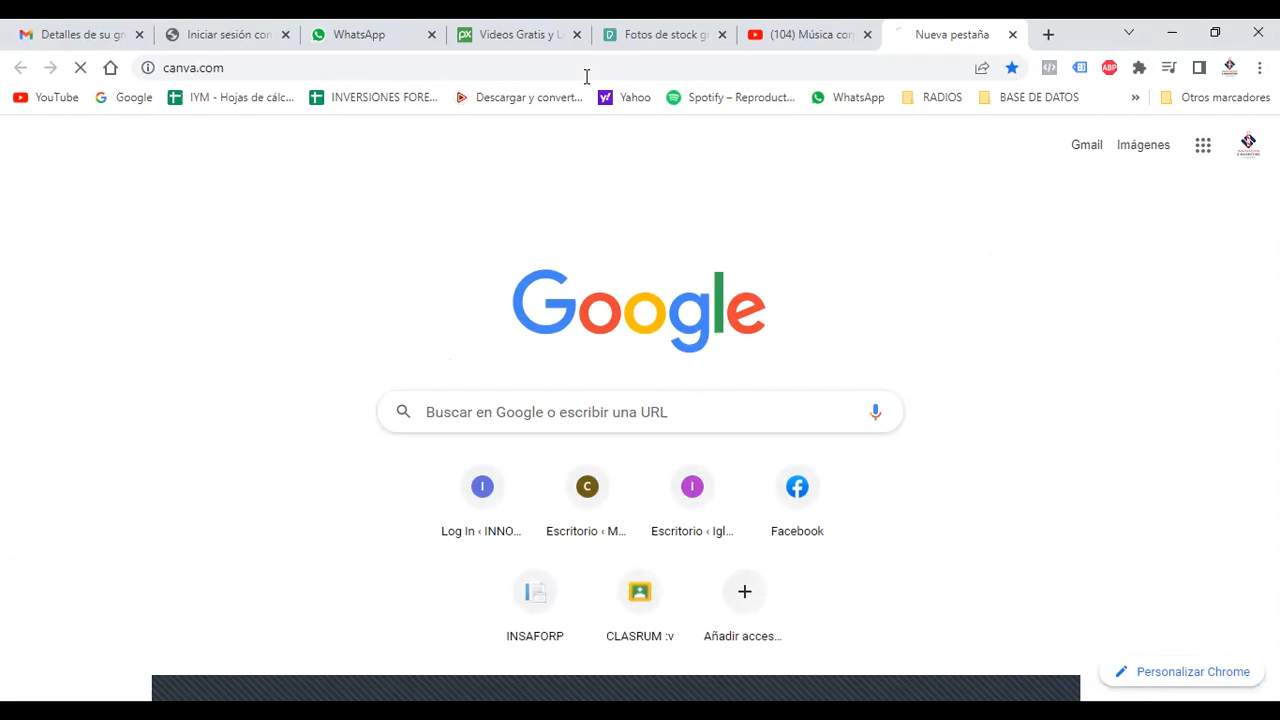 Detalles de su gr
Iniciar sesión con
WhatsApp
Videos Gratis y L
Fotos de stock g
(104) Música corp
Nueva pestaña
canva.com
YouTube
Google
IYM - Hojas de cálc...
INVERSIONES FORE...
Descargar y convert...
Yahoo
Spotify – Reproduct...
WhatsApp
RADIOS
BASE DE DATOS
»
Otros marcadores
Gmail
Imágenes
Google
Buscar en Google o escribir una URL
I
C
I
Log In ‹ INNO...
Escritorio ‹ M...
Escritorio ‹ Igl...
Facebook
INSAFORP
CLASRUM :v
Añadir acces...
Personalizar Chrome